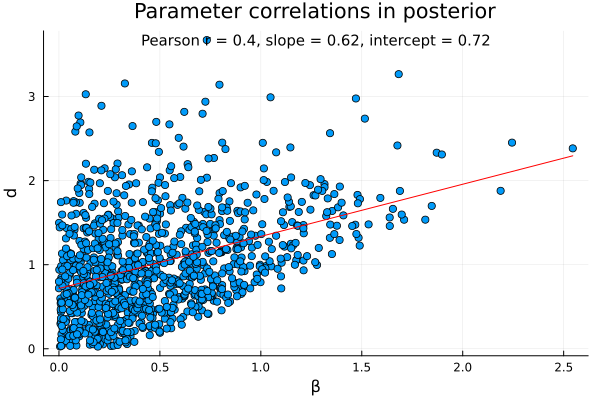 Parameter correlations in posterior
Pearson r = 0.4, slope = 0.62, intercept = 0.72
d
3
2
1
0
0.0 0.5 1.0 1.5 2.0 2.5
β